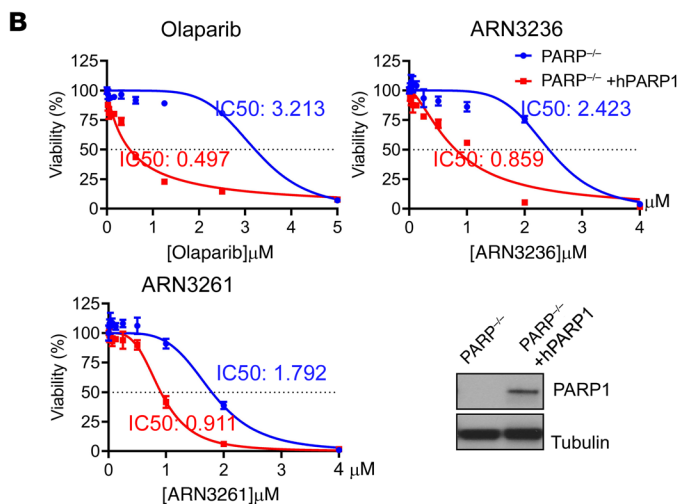 B
Olaparib
125
100
75
50
25
0
Viability (%)
IC50: 3.213
IC50: 0.497
0 1 2 3 4 5
[Olaparib]μM
ARN3236
PARP–/–
PARP–/– +hPARP1
125
100
75
50
25
0
Viability (%)
IC50: 2.423
IC50: 0.859
0 1 2 3 4
μM
[ARN3236]μM
ARN3261
125
100
75
50
25
0
Viability (%)
IC50: 1.792
IC50: 0.911
0 1 2 3 4
μM
[ARN3261]μM
PARP–/–
PARP–/–
+hPARP1
PARP1
Tubulin